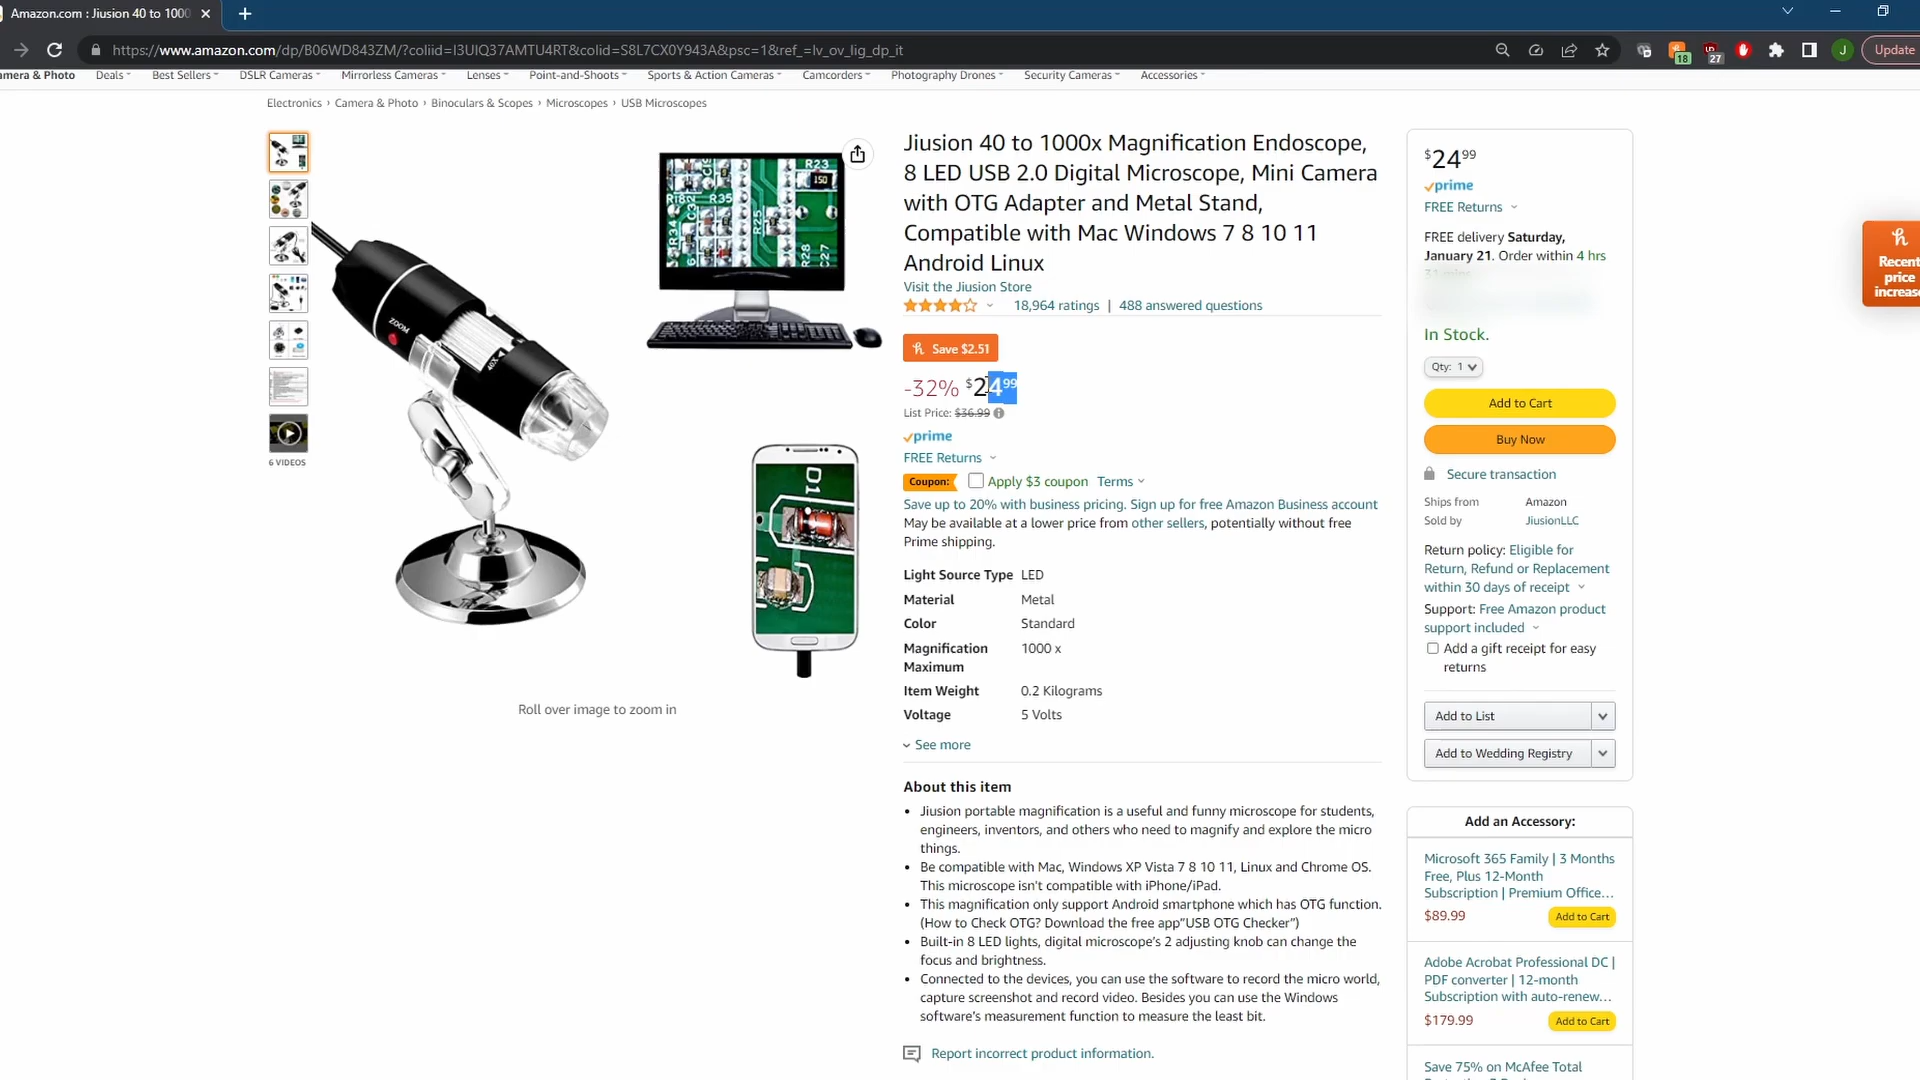 Amazon.com : Jiusion 40 to 1000
https://www.amazon.com/dp/B06WD843ZM/?coliid=I3UIQ37AMTU4RT&colid=S8L7CX0Y943A&psc=1&ref_=lv_ov_lig_dp_it
18
27
J
Update
amera & Photo Deals Best Sellers DSLR Cameras Mirrorless Cameras Lenses Point-and-Shoots Sports & Action Cameras Camcorders Photography Drones Security Cameras Accessories
Electronics › Camera & Photo › Binoculars & Scopes › Microscopes › USB Microscopes
6 VIDEOS
ZOOM
40X
R23
150
R182
R35
C32
R25
R34
R28
C27
D1
Roll over image to zoom in
Jiusion 40 to 1000x Magnification Endoscope,
8 LED USB 2.0 Digital Microscope, Mini Camera
with OTG Adapter and Metal Stand,
Compatible with Mac Windows 7 8 10 11
Android Linux
Visit the Jiusion Store
18,964 ratings | 488 answered questions
Save $2.51
-32% $24 99
List Price: $36.99
prime
FREE Returns
Coupon: Apply $3 coupon Terms
Save up to 20% with business pricing. Sign up for free Amazon Business account
May be available at a lower price from other sellers, potentially without free
Prime shipping.
Light Source Type LED
Material Metal
Color Standard
Magnification 1000 x
Maximum
Item Weight 0.2 Kilograms
Voltage 5 Volts
See more
About this item
• Jiusion portable magnification is a useful and funny microscope for students,
engineers, inventors, and others who need to magnify and explore the micro
things.
• Be compatible with Mac, Windows XP Vista 7 8 10 11, Linux and Chrome OS.
This microscope isn't compatible with iPhone/iPad.
• This magnification only support Android smartphone which has OTG function.
(How to Check OTG? Download the free app"USB OTG Checker")
• Built-in 8 LED lights, digital microscope's 2 adjusting knob can change the
focus and brightness.
• Connected to the devices, you can use the software to record the micro world,
capture screenshot and record video. Besides you can use the Windows
software's measurement function to measure the least bit.
Report incorrect product information.
$24 99
prime
FREE Returns
FREE delivery Saturday,
January 21. Order within 4 hrs
In Stock.
Qty: 1
Add to Cart
Buy Now
Secure transaction
Ships from Amazon
Sold by JiusionLLC
Return policy: Eligible for
Return, Refund or Replacement
within 30 days of receipt
Support: Free Amazon product
support included
Add a gift receipt for easy
returns
Add to List
Add to Wedding Registry
Add an Accessory:
Microsoft 365 Family | 3 Months
Free, Plus 12-Month
Subscription | Premium Office…
$89.99 Add to Cart
Adobe Acrobat Professional DC |
PDF converter | 12-month
Subscription with auto-renew…
$179.99 Add to Cart
Save 75% on McAfee Total
Recent
price
increas